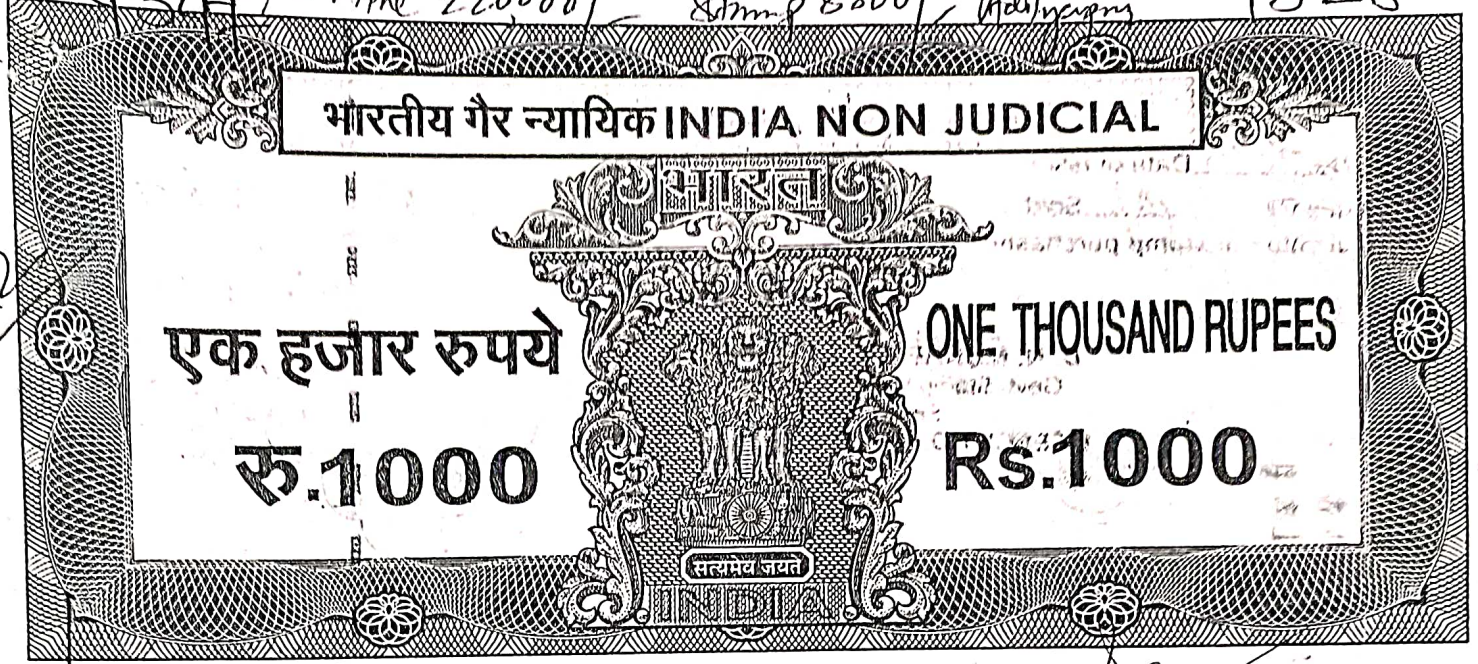 भारतीय गैर न्यायिक INDIA NON JUDICIAL
भारत
एक हजार रुपये
ONE THOUSAND RUPEES
रु.1000
Rs.1000
सत्यमेव जयते
INDIA